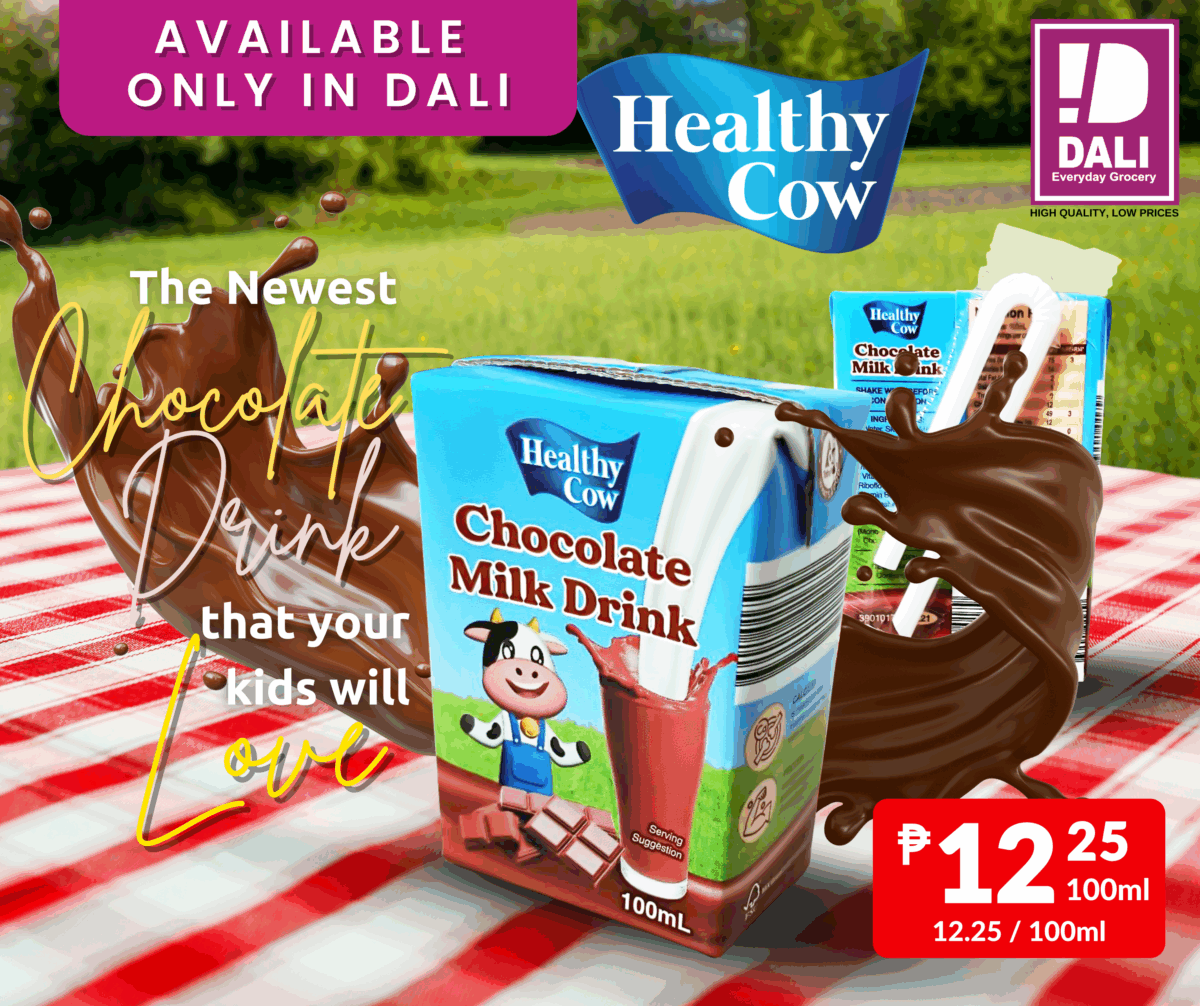 AVAILABLE
ONLY IN DALI
Healthy
Cow
DALI
Everyday Grocery
HIGH QUALITY, LOW PRICES
The Newest
Chocolate
Drink
that your
kids will
Love
Healthy
Cow
Chocolate
Milk Drink
Serving
Suggestion
100mL
Healthy
Cow
Chocolate
₱12 25
100ml
12.25 / 100ml